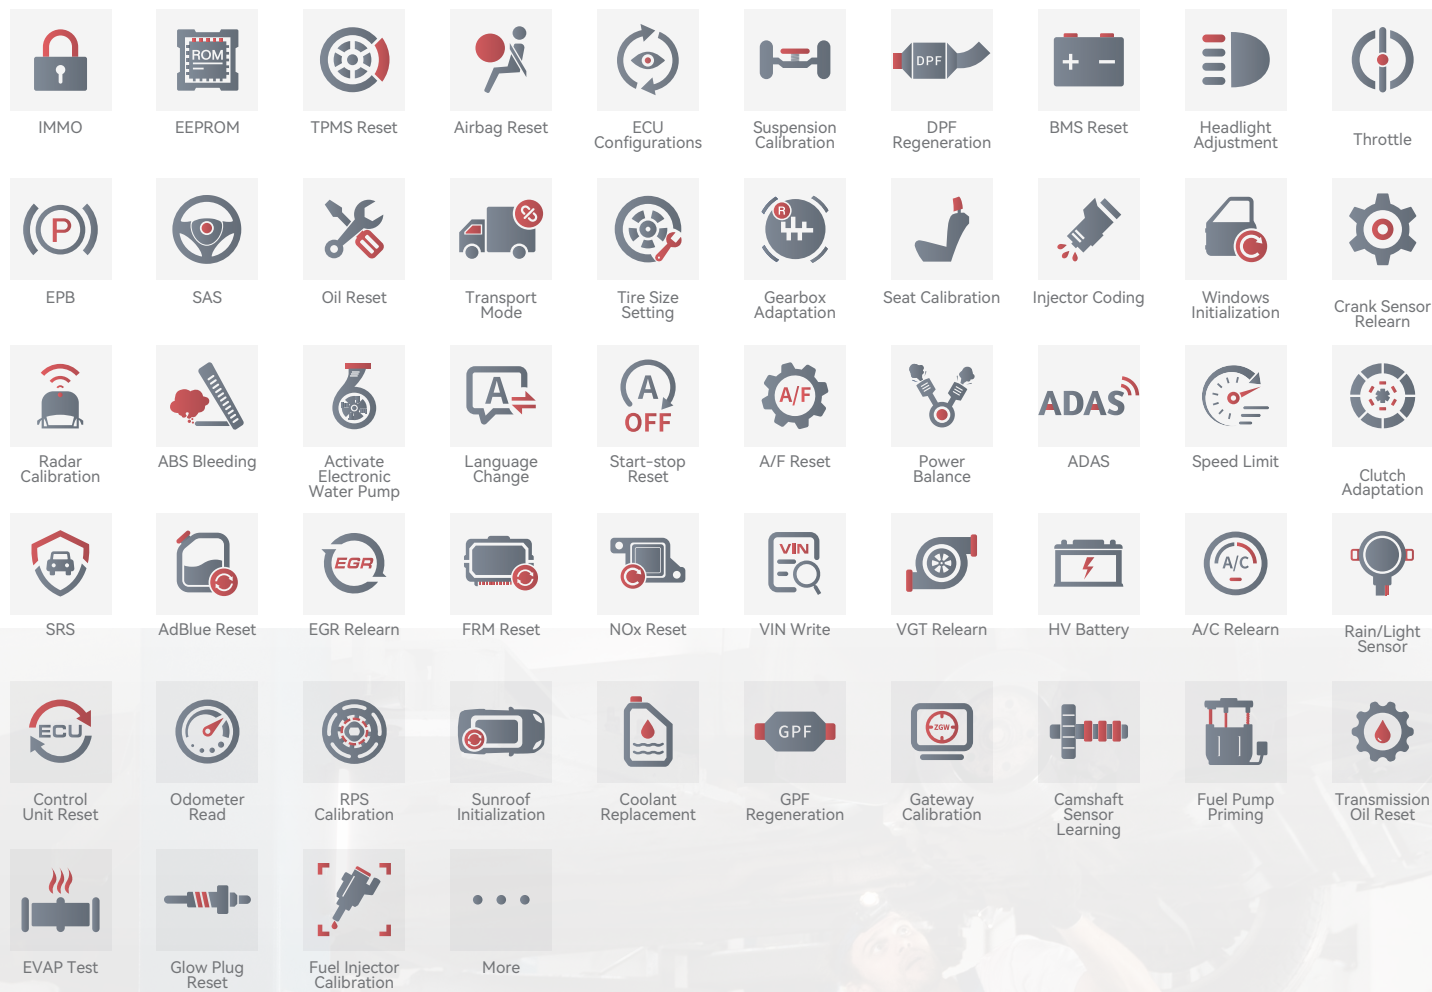 ROM
DPF
IMMO
EEPROM
TPMS Reset
Airbag Reset
ECU
Configurations
Suspension
Calibration
DPF
Regeneration
BMS Reset
Headlight
Adjustment
Throttle
P
R
EPB
SAS
Oil Reset
Transport
Mode
Tire Size
Setting
Gearbox
Adaptation
Seat Calibration
Injector Coding
Windows
Initialization
Crank Sensor
Relearn
A
A
OFF
A/F
ADAS
Radar
Calibration
ABS Bleeding
Activate
Electronic
Water Pump
Language
Change
Start-stop
Reset
A/F Reset
Power
Balance
ADAS
Speed Limit
Clutch
Adaptation
EGR
VIN
A/C
SRS
AdBlue Reset
EGR Relearn
FRM Reset
NOx Reset
VIN Write
VGT Relearn
HV Battery
A/C Relearn
Rain/Light
Sensor
ECU
GPF
ZGW
Control
Unit Reset
Odometer
Read
RPS
Calibration
Sunroof
Initialization
Coolant
Replacement
GPF
Regeneration
Gateway
Calibration
Camshaft
Sensor
Learning
Fuel Pump
Priming
Transmission
Oil Reset
EVAP Test
Glow Plug
Reset
Fuel Injector
Calibration
More